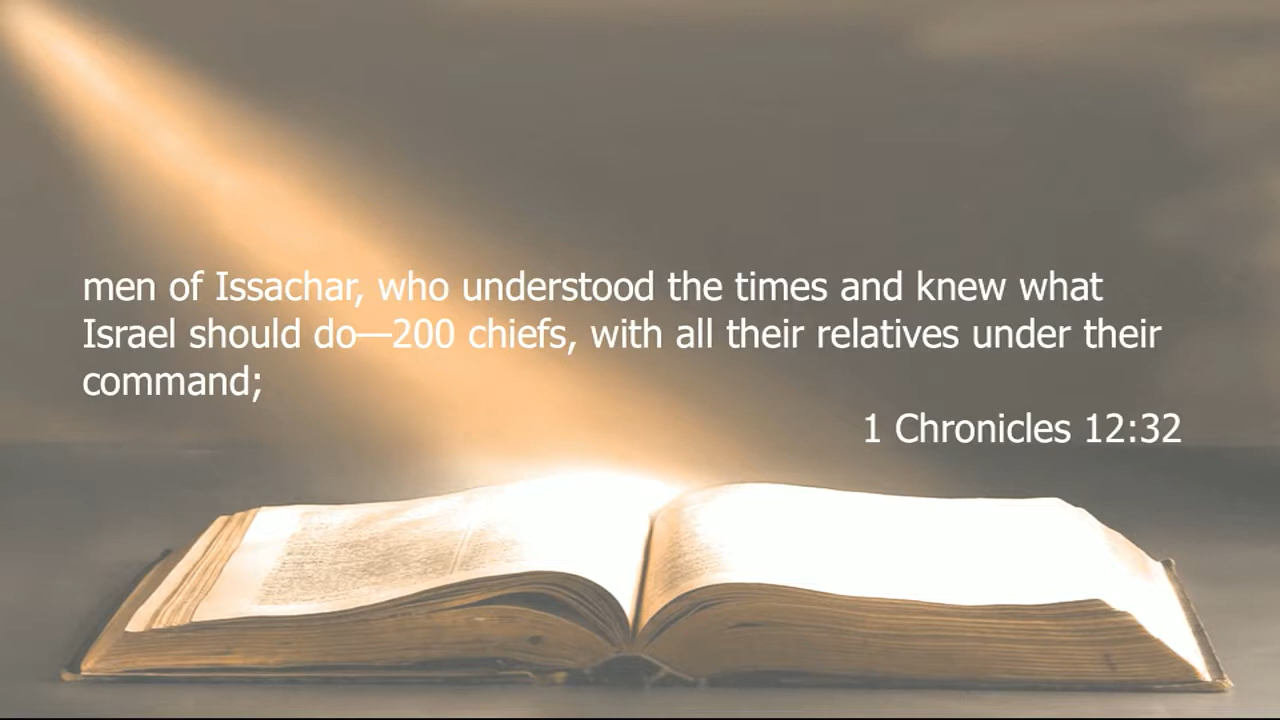 men of Issachar, who understood the times and knew what
Israel should do—200 chiefs, with all their relatives under their
command;
1 Chronicles 12:32